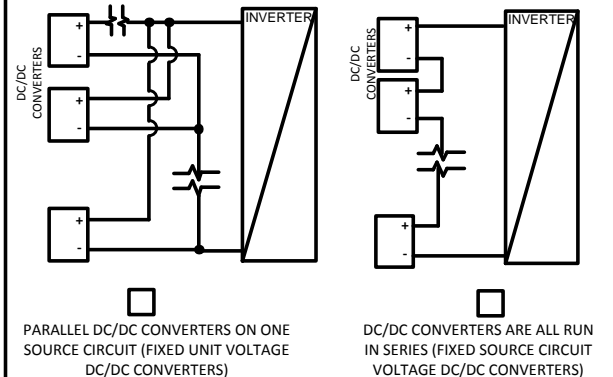 INVERTER
DC/DC
CONVERTERS
+
-
+
-
+
-
PARALLEL DC/DC CONVERTERS ON ONE
SOURCE CIRCUIT (FIXED UNIT VOLTAGE
DC/DC CONVERTERS)
INVERTER
DC/DC
CONVERTERS
+
-
+
-
+
-
DC/DC CONVERTERS ARE ALL RUN
IN SERIES (FIXED SOURCE CIRCUIT
VOLTAGE DC/DC CONVERTERS)